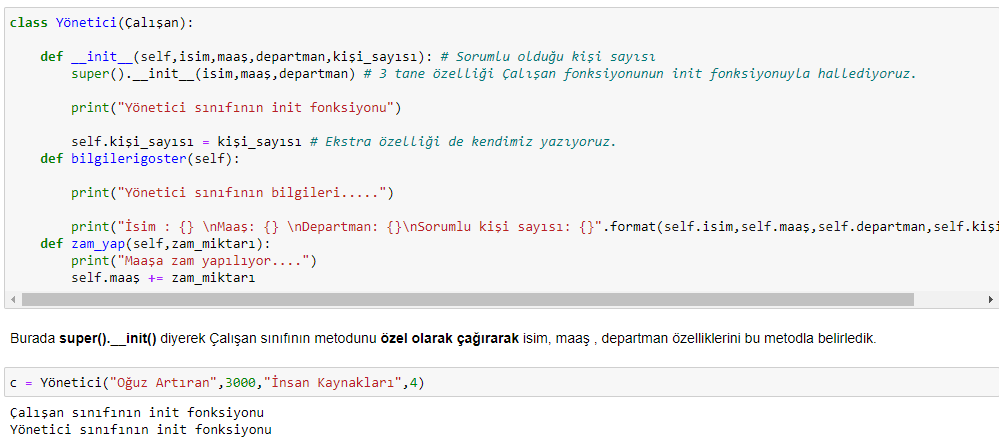 class Yönetici(Çalışan):
def __init__(self,isim,maaş,departman,kişi_sayısı): # Sorumlu olduğu kişi sayısı
super().__init__(isim,maaş,departman) # 3 tane özelliği Çalışan fonksiyonunun init fonksiyonuyla hallediyoruz.
print("Yönetici sınıfının init fonksiyonu")
self.kişi_sayısı = kişi_sayısı # Ekstra özelliği de kendimiz yazıyoruz.
def bilgilerigoster(self):
print("Yönetici sınıfının bilgileri.....")
print("İsim : {} \nMaaş: {} \nDepartman: {}\nSorumlu kişi sayısı: {}".format(self.isim,self.maaş,self.departman,self.kişi
def zam_yap(self,zam_miktarı):
print("Maaşa zam yapılıyor....")
self.maaş += zam_miktarı
Burada super().__init() diyerek Çalışan sınıfının metodunu özel olarak çağırarak isim, maaş , departman özelliklerini bu metodla belirledik.
c = Yönetici("Oğuz Artıran",3000,"İnsan Kaynakları",4)
Çalışan sınıfının init fonksiyonu
Yönetici sınıfının init fonksiyonu